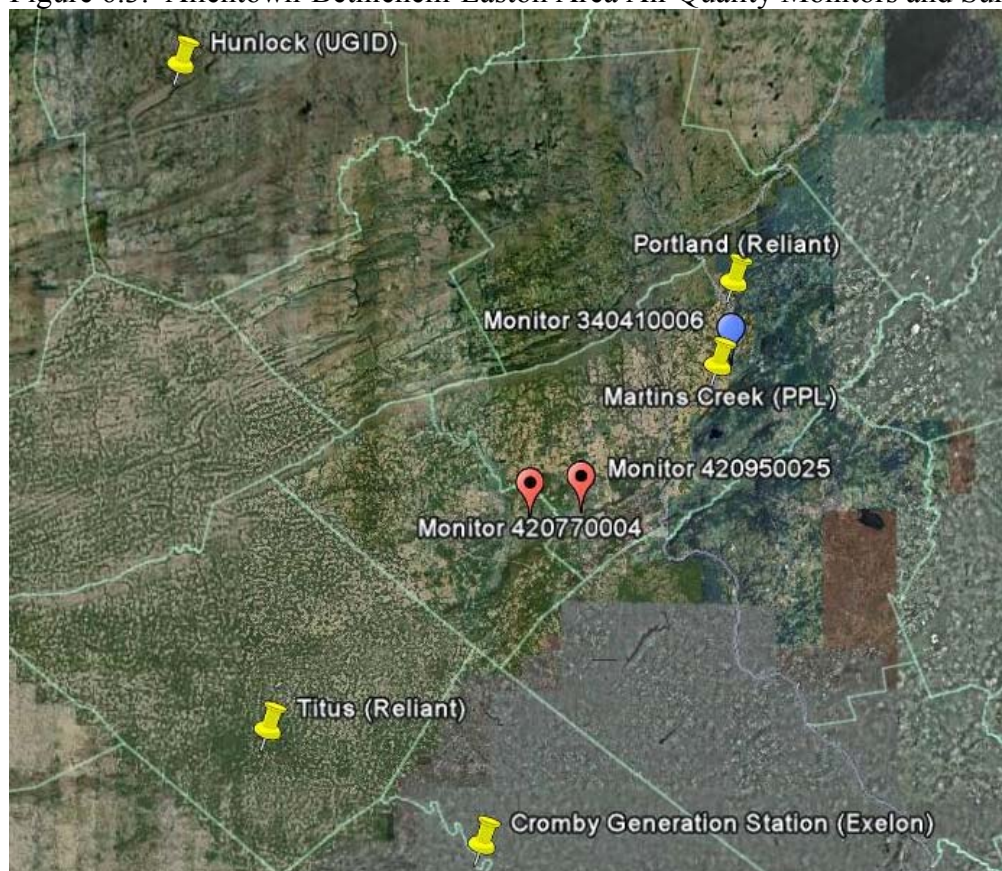 Hunlock (UGID)
Portland (Reliant)
Monitor 340410006
Martins Creek (PPL)
Monitor 420950025
Monitor 420770004
Titus (Reliant)
Cromby Generation Station (Exelon)